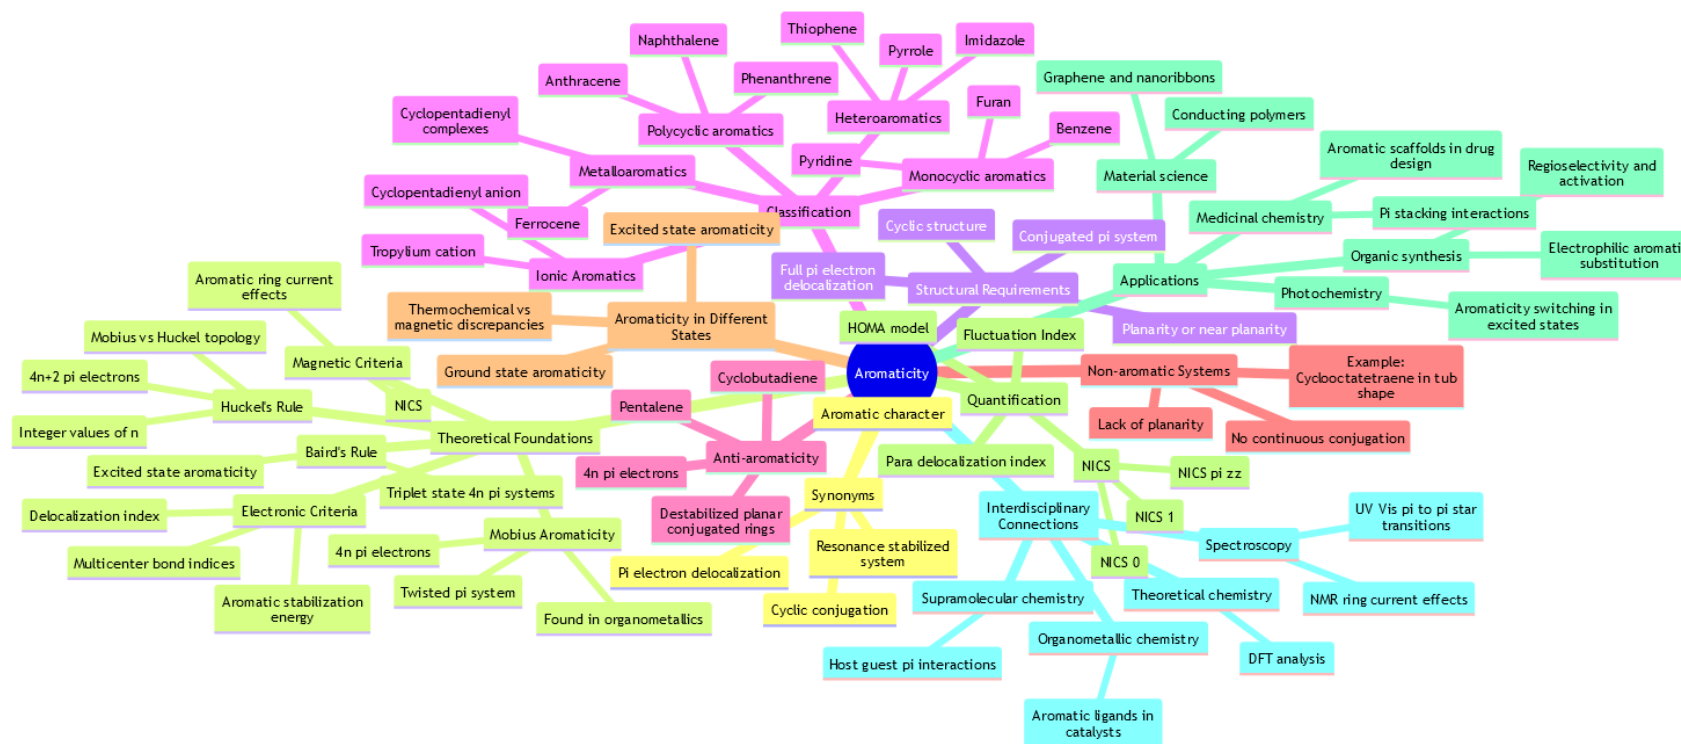 Thiophene
Imidazole
Naphthalene
Pyrrole
Anthracene
Phenanthrene
Graphene and nanoribbons
Furan
Conducting polymers
Cyclopentadienyl
complexes
Polycyclic aromatics
Heteroaromatics
Benzene
Aromatic scaffolds in drug
design
Pyridine
Regioselectivity and
activation
Metalloaromatics
Monocyclic aromatics
Material science
Cyclopentadienyl anion
Classification
Ferrocene
Excited state aromaticity
Cyclic structure
Conjugated pi system
Medicinal chemistry
Pi stacking interactions
Tropylium cation
Ionic Aromatics
Full pi electron
delocalization
Structural Requirements
Applications
Organic synthesis
Electrophilic aromati
substitution
Aromatic ring current
effects
Photochemistry
Aromaticity switching in
excited states
Thermochemical vs
magnetic discrepancies
Aromaticity in Different
States
HOMA model
Fluctuation Index
Planarity or near planarity
Mobius vs Huckel topology
Magnetic Criteria
Ground state aromaticity
Aromaticity
Non-aromatic Systems
Example:
Cyclooctatetraene in tub
shape
4n+2 pi electrons
Cyclobutadiene
Huckel's Rule
NICS
Pentalene
Aromatic character
Quantification
Integer values of n
Theoretical Foundations
Lack of planarity
No continuous conjugation
Excited state aromaticity
Baird's Rule
4n pi electrons
Anti-aromaticity
Para delocalization index
NICS
NICS pi zz
Triplet state 4n pi systems
Synonyms
Delocalization index
Electronic Criteria
Destabilized planar
conjugated rings
Interdisciplinary
Connections
NICS 1
UV Vis pi to pi star
transitions
Mobius Aromaticity
Spectroscopy
4n pi electrons
Resonance stabilized
system
Multicenter bond indices
Pi electron delocalization
NICS 0
Twisted pi system
Aromatic stabilization
energy
Cyclic conjugation
Supramolecular chemistry
Theoretical chemistry
NMR ring current effects
Found in organometallics
Organometallic chemistry
Host guest pi interactions
DFT analysis
Aromatic ligands in
catalysts